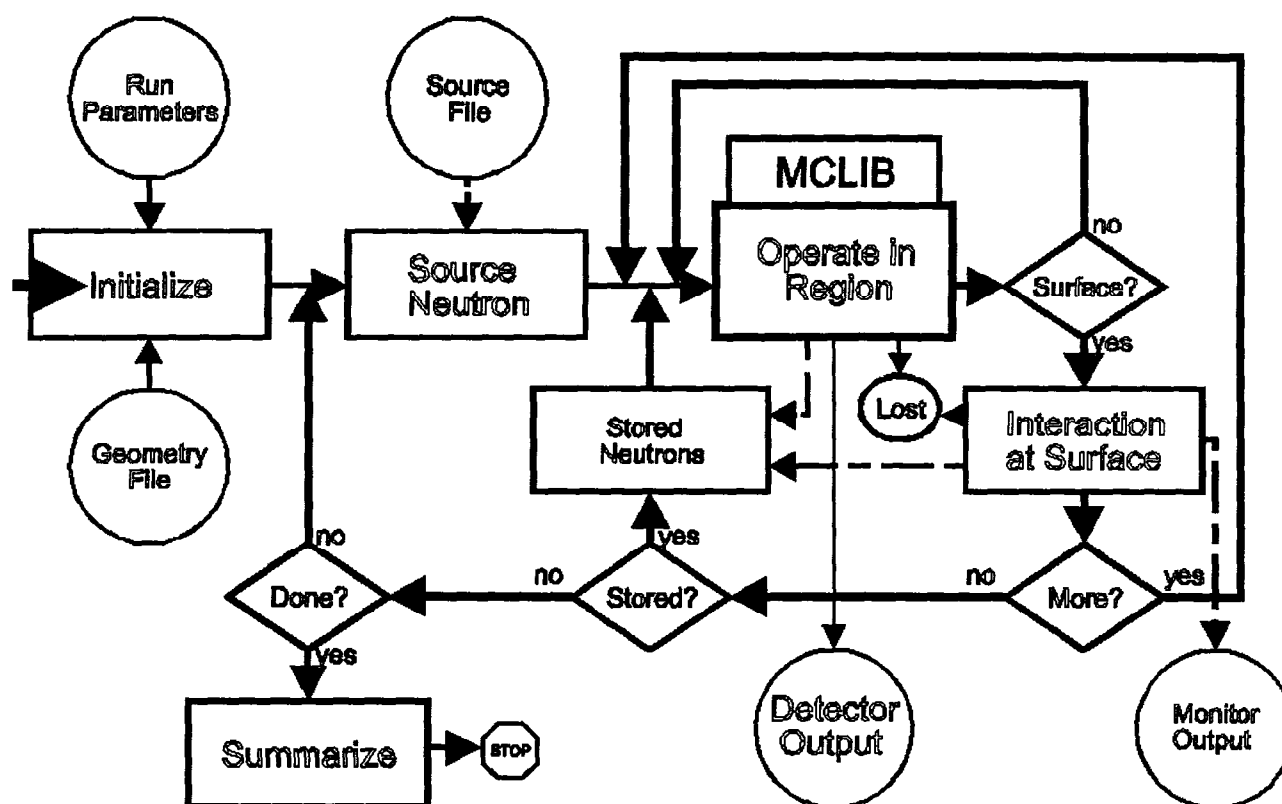 Run
Parameters
Source
File
MCLIB
Initialize
Source
Neutron
Operate in
Region
no
Surface?
yes
Geometry
File
Stored
Neutrons
Lost
Interaction
at Surface
no
yes
Done?
no
Stored?
no
More?
yes
yes
Summarize
STOP
Detector
Output
Monitor
Output